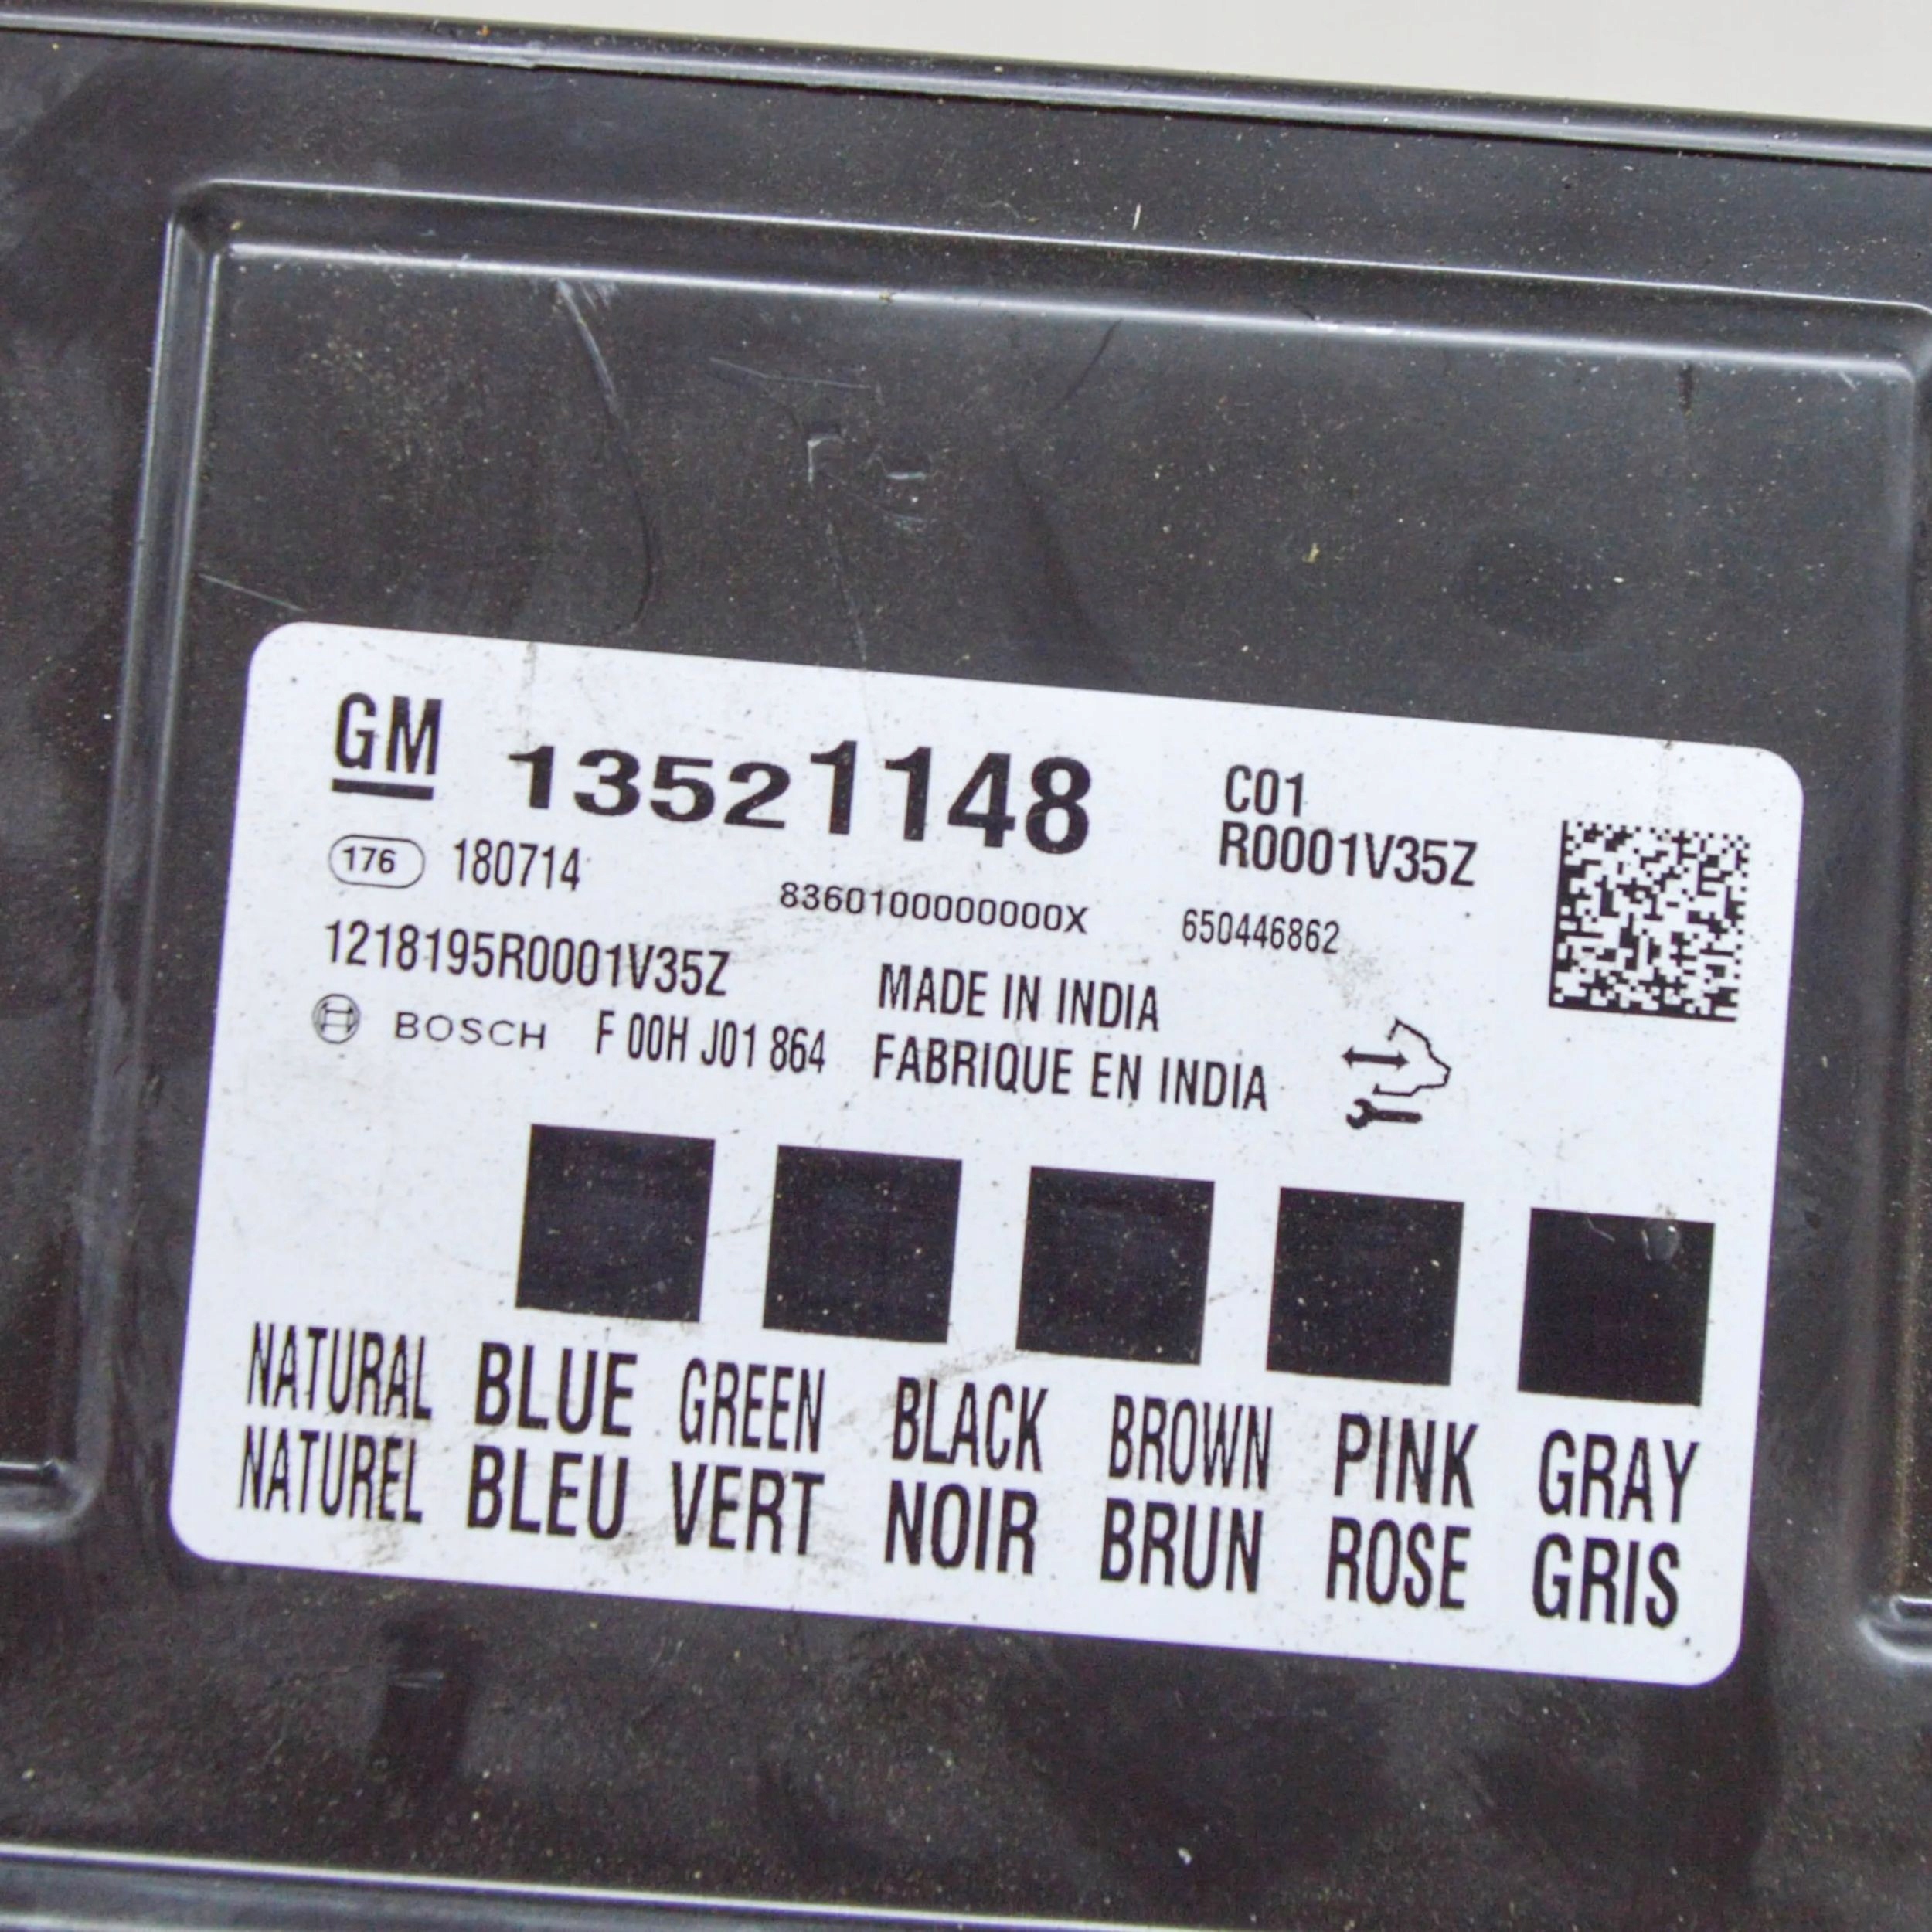 GM 13521148 C01
R0001V35Z
176 180714 8360100000000X 650446862
1218195R0001V35Z MADE IN INDIA
BOSCH F 00H J01 864 FABRIQUE EN INDIA
NATURAL BLUE GREEN BLACK BROWN PINK GRAY
NATUREL BLEU VERT NOIR BRUN ROSE GRIS